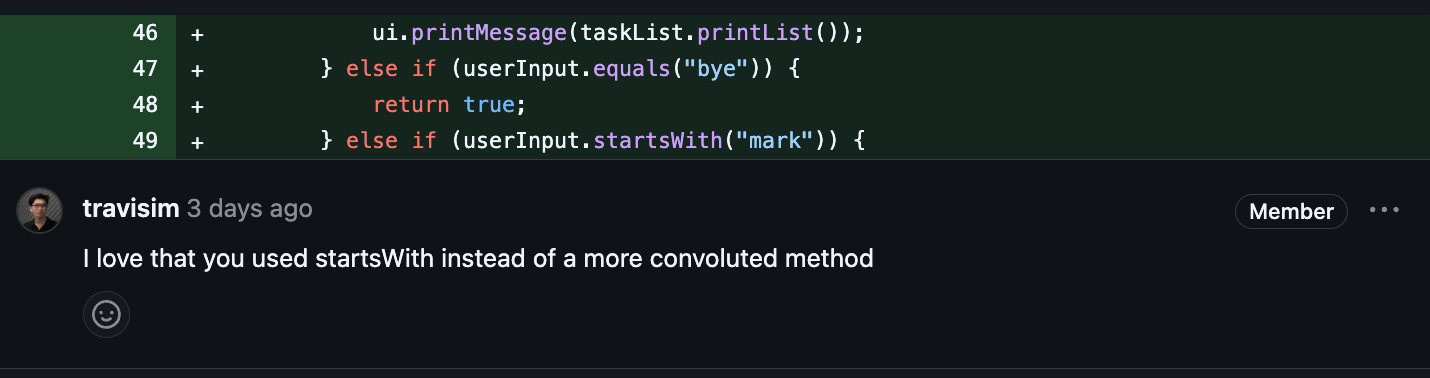 46 + ui.printMessage(taskList.printList());
47 + } else if (userInput.equals("bye")) {
48 + return true;
49 + } else if (userInput.startsWith("mark")) {
travisim 3 days ago Member
I love that you used startsWith instead of a more convoluted method